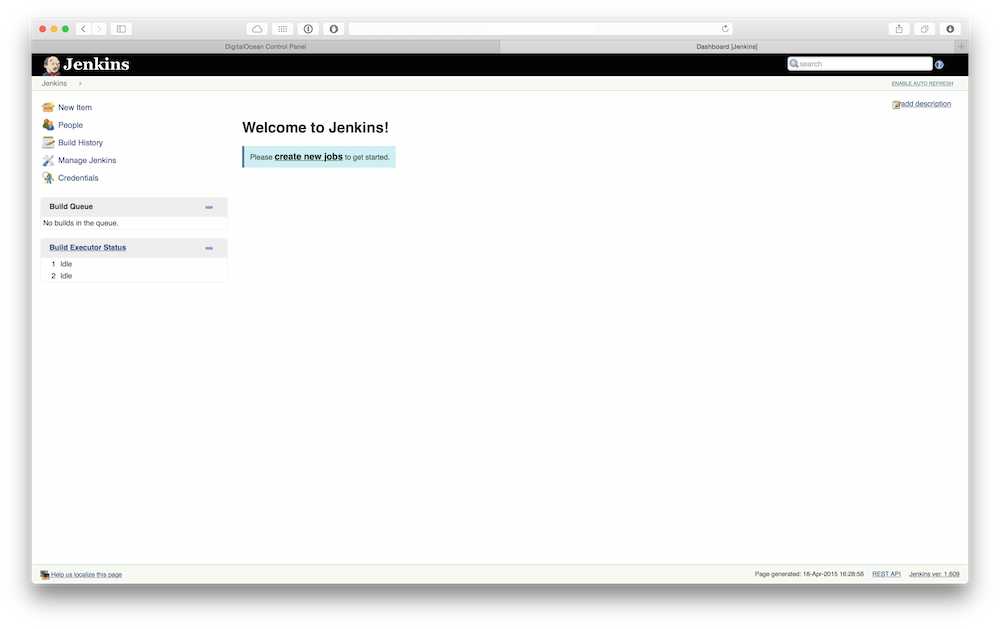 DigitalOcean Control Panel
Dashboard [Jenkins]
Jenkins
search
Jenkins
ENABLE AUTO REFRESH
New Item
People
Build History
Manage Jenkins
Credentials
add description
Welcome to Jenkins!
Please create new jobs to get started.
Build Queue
No builds in the queue.
Build Executor Status
1 Idle
2 Idle
Help us localize this page
Page generated: 18-Apr-2015 16:28:56 REST API Jenkins ver. 1.609